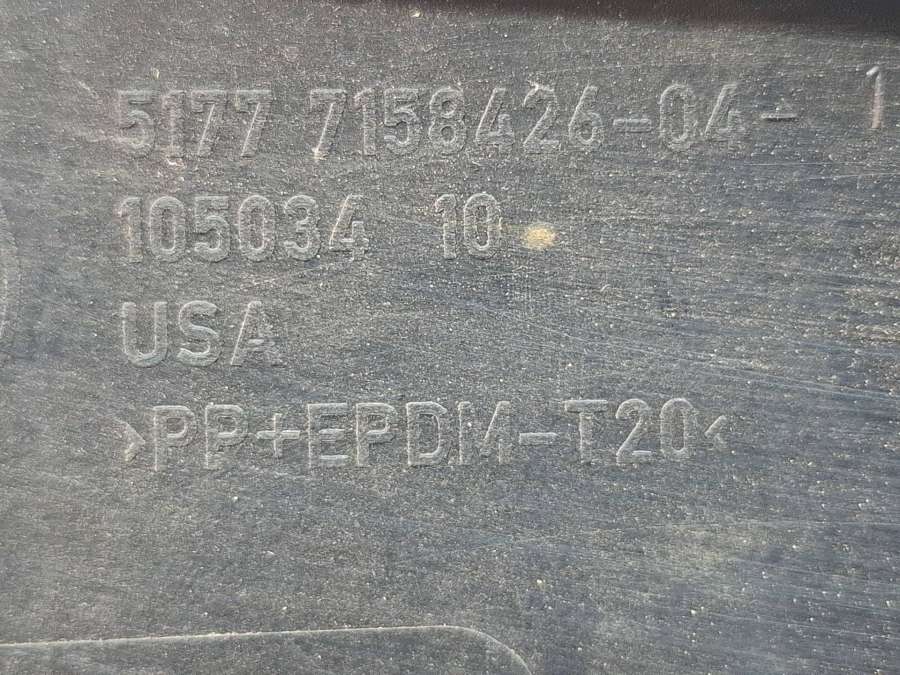 5177 7158426-04- 1
105034 10
USA
>PP+EPDM-T20<